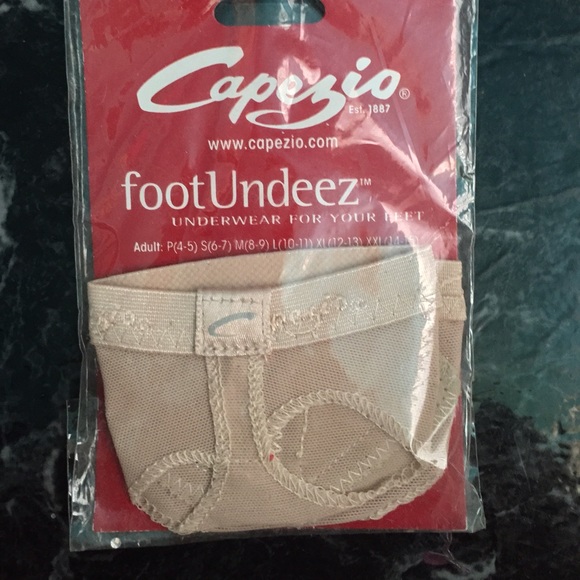 Capezio®
Est. 1887
www.capezio.com
footUndeez™
UNDERWEAR FOR YOUR FEET
Adult: P(4-5) S(6-7) M(8-9) L(10-11) XL(12-13)
C